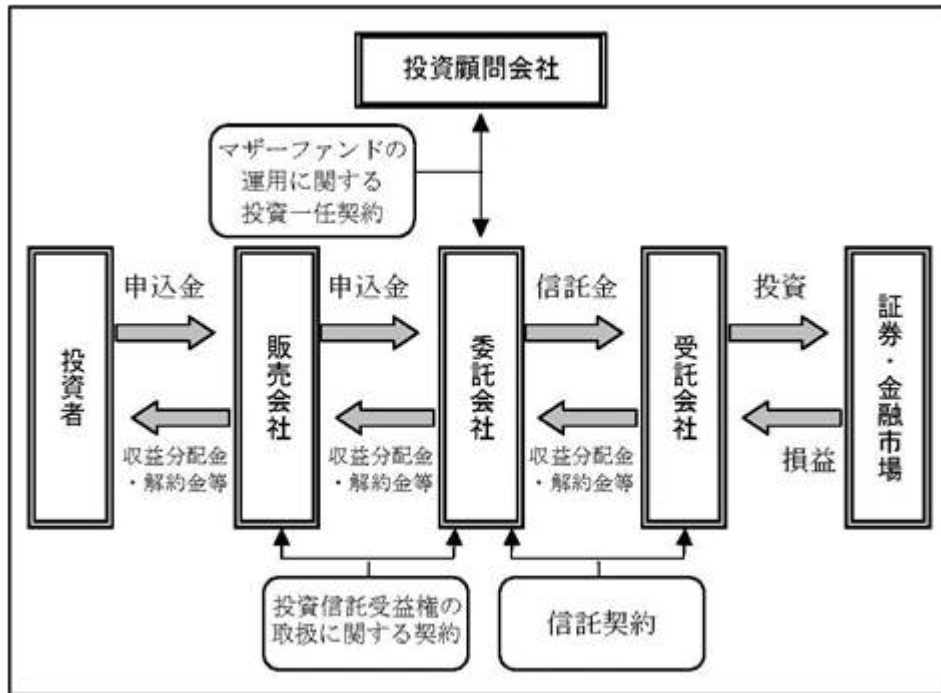 投資顧問会社
マザーファンドの
運用に関する
投資一任契約
投資者
申込金
収益分配金
・解約金等
販売会社
申込金
収益分配金
・解約金等
委託会社
信託金
収益分配金
・解約金等
受託会社
投資
損益
証券・金融市場
投資信託受益権の
取扱に関する契約
信託契約